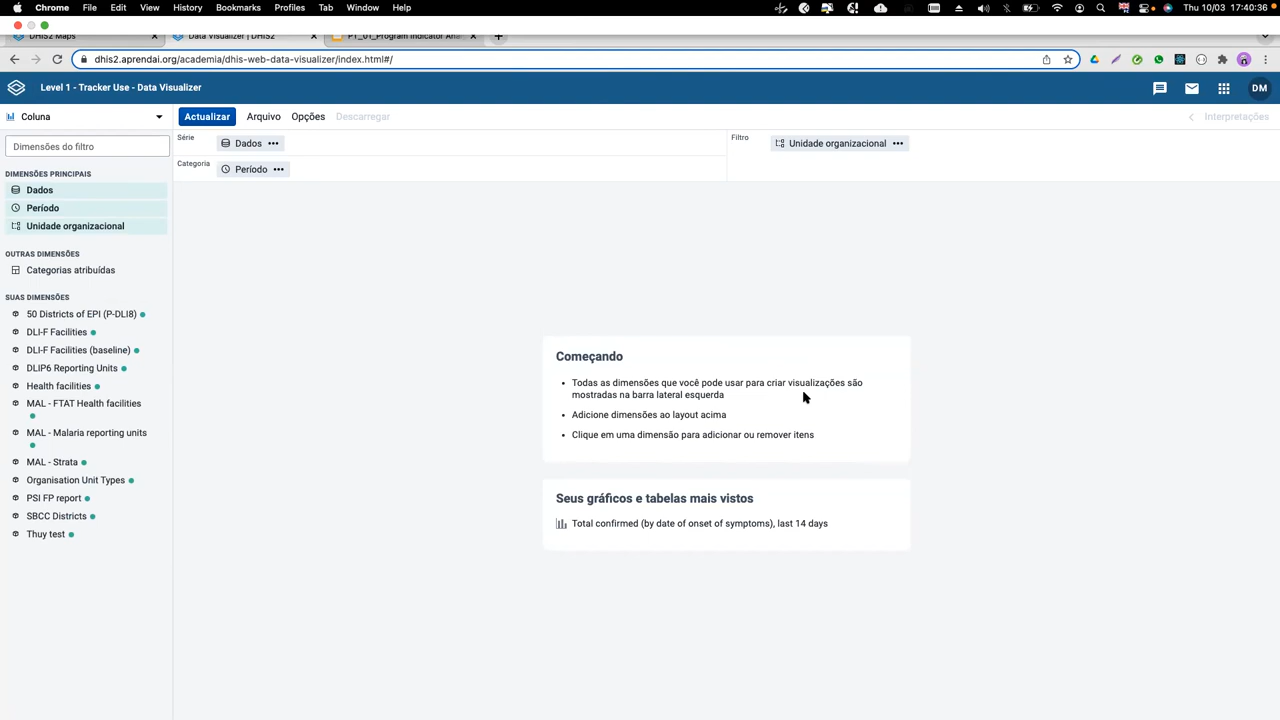 Chrome File Edit View History Bookmarks Profiles Tab Window Help Thu 10/03 17:40:36
DHIS2 Maps × Data Visualizer | DHIS2 × PT_01_Program Indicator An... × +
dhis2.aprendai.org/academia/dhis-web-data-visualizer/index.html#/
Level 1 - Tracker Use - Data Visualizer DM
Coluna Actualizar Arquivo Opções Descarregar Interpretações
Dimensões do filtro
Série Dados ••• Filtro Unidade organizacional •••
Categoria Período •••
DIMENSÕES PRINCIPAIS
Dados
Período
Unidade organizacional
OUTRAS DIMENSÕES
Categorias atribuídas
SUAS DIMENSÕES
50 Districts of EPI (P-DLI8)
DLI-F Facilities
DLI-F Facilities (baseline)
DLIP6 Reporting Units
Health facilities
MAL - FTAT Health facilities
MAL - Malaria reporting units
MAL - Strata
Organisation Unit Types
PSI FP report
SBCC Districts
Thuy test
Começando
• Todas as dimensões que você pode usar para criar visualizações são
mostradas na barra lateral esquerda
• Adicione dimensões ao layout acima
• Clique em uma dimensão para adicionar ou remover itens
Seus gráficos e tabelas mais vistos
Total confirmed (by date of onset of symptoms), last 14 days